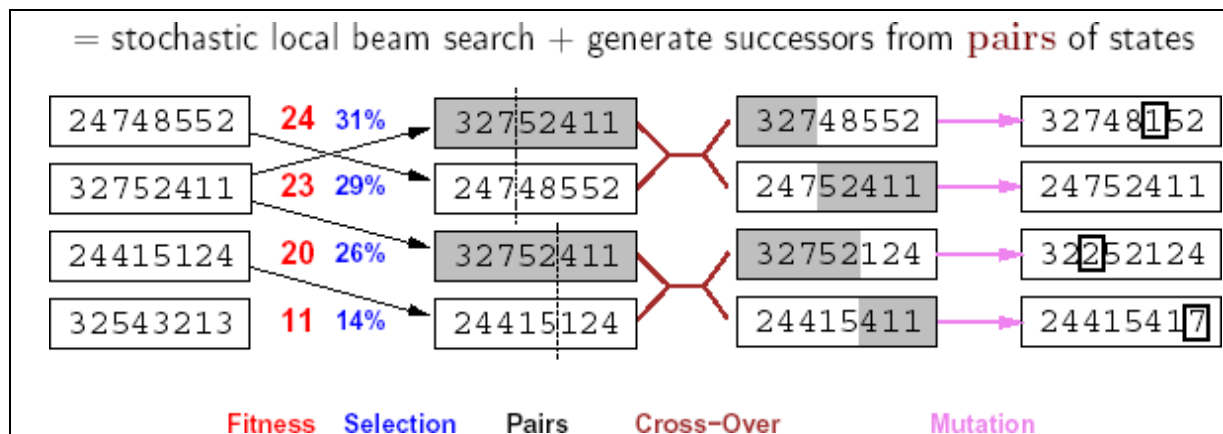 = stochastic local beam search + generate successors from pairs of states
24748552 24 31% 32752411 32748552 32748152
32752411 23 29% 24748552 24752411 24752411
24415124 20 26% 32752411 32752124 32252124
32543213 11 14% 24415124 24415411 24415417
Fitness Selection Pairs Cross-Over Mutation